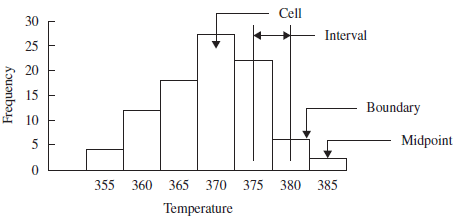 Cell
Interval
Boundary
Midpoint
Frequency
30
25
20
15
10
5
0
355 360 365 370 375 380 385
Temperature